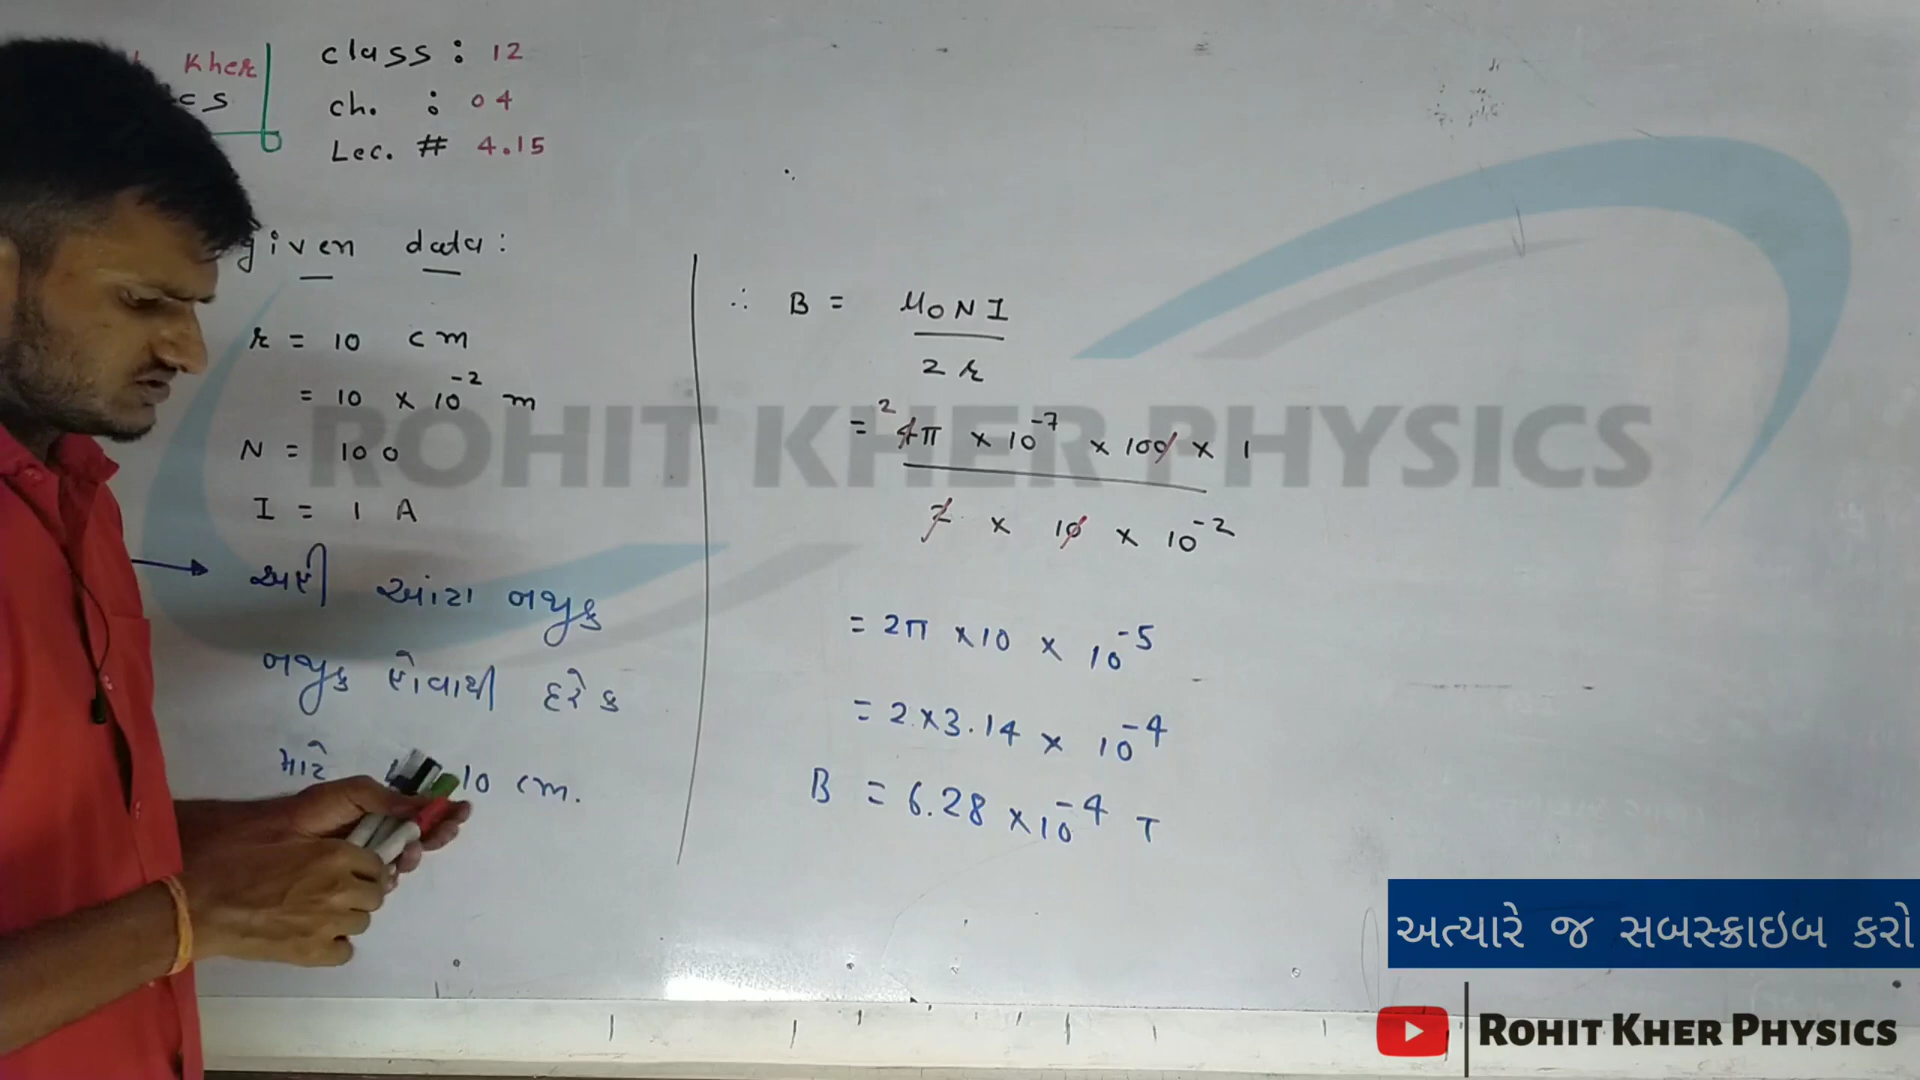 Kher
cs
class : 12
ch. : 04
Lec. # 4.15
given data :
r = 10 cm
= 10 × 10⁻² m
N = 100
I = 1 A
અહી આંટા નજીક
નજીક હોવાથી દરેક
માટે 10 cm.
∴ B = μ₀NI
2r
= ² 4π × 10⁻⁷ × 100 × 1
2 × 10 × 10⁻²
= 2π × 10 × 10⁻⁵
= 2 × 3.14 × 10⁻⁴
B = 6.28 × 10⁻⁴ T
ROHIT KHER PHYSICS
અત્યારે જ સબસ્ક્રાઇબ કરો
ROHIT KHER PHYSICS